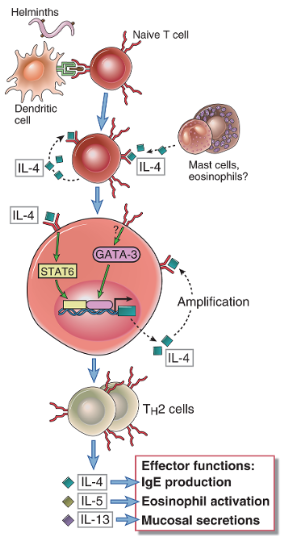 Helminths
Naive T cell
Dendritic
cell
IL-4
IL-4
Mast cells,
eosinophils?
IL-4
?
GATA-3
STAT6
Amplification
IL-4
TH2 cells
Effector functions:
IL-4 IgE production
IL-5 Eosinophil activation
IL-13 Mucosal secretions